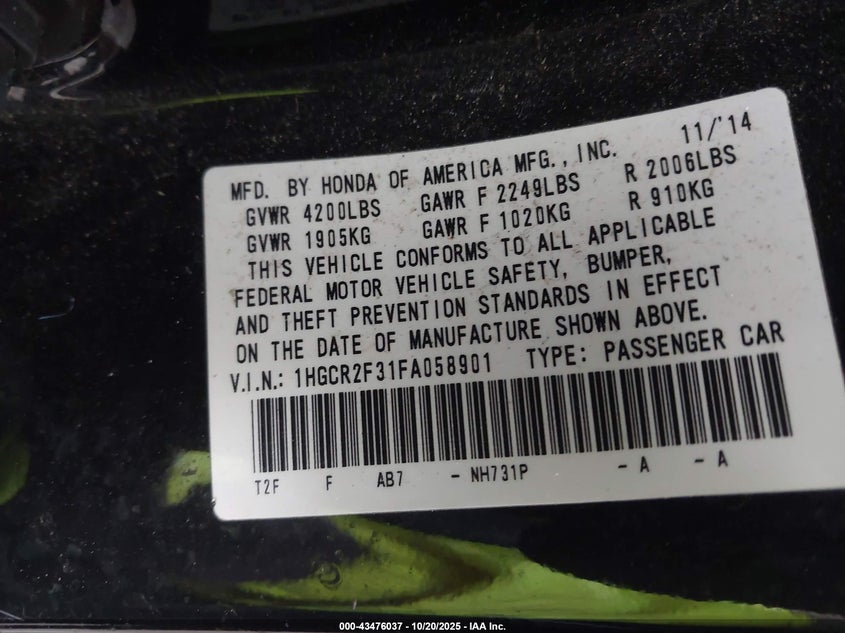 MFD. BY HONDA OF AMERICA MFG., INC. 11/'14
GVWR 4200LBS GAWR F 2249LBS R 2006LBS
GVWR 1905KG GAWR F 1020KG R 910KG
THIS VEHICLE CONFORMS TO ALL APPLICABLE
FEDERAL MOTOR VEHICLE SAFETY, BUMPER,
AND THEFT PREVENTION STANDARDS IN EFFECT
ON THE DATE OF MANUFACTURE SHOWN ABOVE.
V.I.N.: 1HGCR2F31FA058901 TYPE: PASSENGER CAR
T2F F AB7 - NH731P - A - A
000-43476037 - 10/20/2025 - IAA Inc.